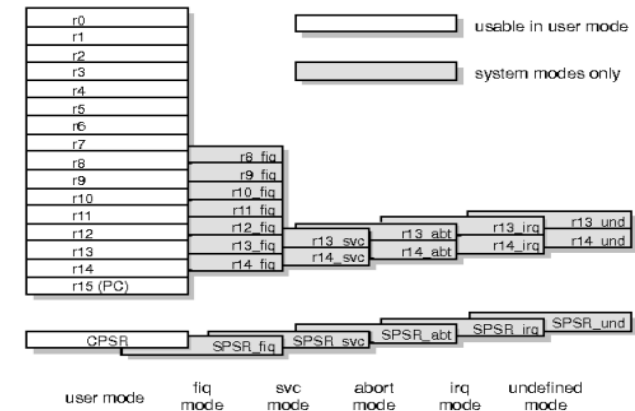 r0
usable in user mode
r1
r2
r3
system modes only
r4
r5
r6
r7
r8_fiq
r8
r9_fiq
r9
r10_fiq
r10
r11_fiq
r11
r12_fiq
r12
r13_svc
r13_abt
r13_irq
r13_und
r13_fiq
r13
r14_svc
r14_abt
r14_irq
r14_und
r14_fiq
r14
r15 (PC)
CPSR
SPSR_fiq
SPSR_svc
SPSR_abt
SPSR_irq
SPSR_und
user mode
fiq
mode
svc
mode
abort
mode
irq
mode
undefined
mode